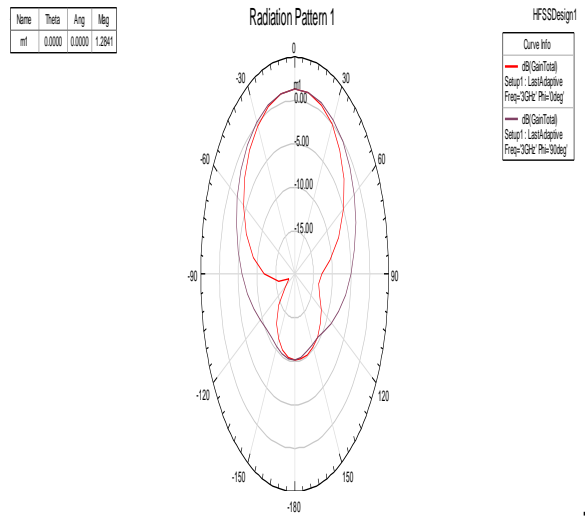 Radiation Pattern 1
HFSSDesign1
Name Theta Ang Mag
m1 0.0000 0.0000 1.2841
Curve Info
dB(GainTotal)
Setup1 : LastAdaptive
Freq='3GHz' Phi='0deg'
dB(GainTotal)
Setup1 : LastAdaptive
Freq='3GHz' Phi='90deg'
0
-30
30
m1
0.00
-5.00
-60
60
-10.00
-15.00
-90
90
-120
120
-150
150
-180